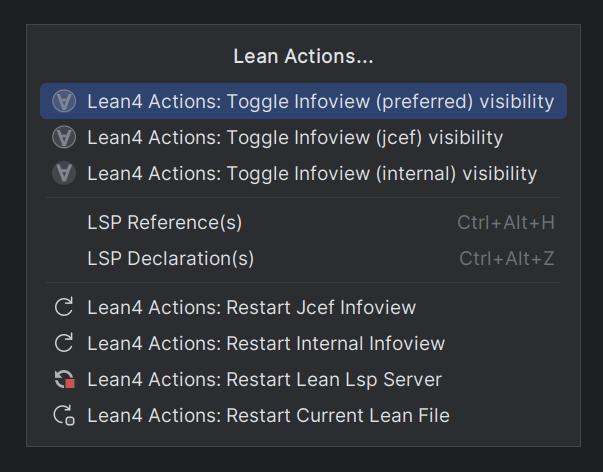 Lean Actions...
Lean4 Actions: Toggle Infoview (preferred) visibility
Lean4 Actions: Toggle Infoview (jcef) visibility
Lean4 Actions: Toggle Infoview (internal) visibility
LSP Reference(s) Ctrl+Alt+H
LSP Declaration(s) Ctrl+Alt+Z
Lean4 Actions: Restart Jcef Infoview
Lean4 Actions: Restart Internal Infoview
Lean4 Actions: Restart Lean Lsp Server
Lean4 Actions: Restart Current Lean File